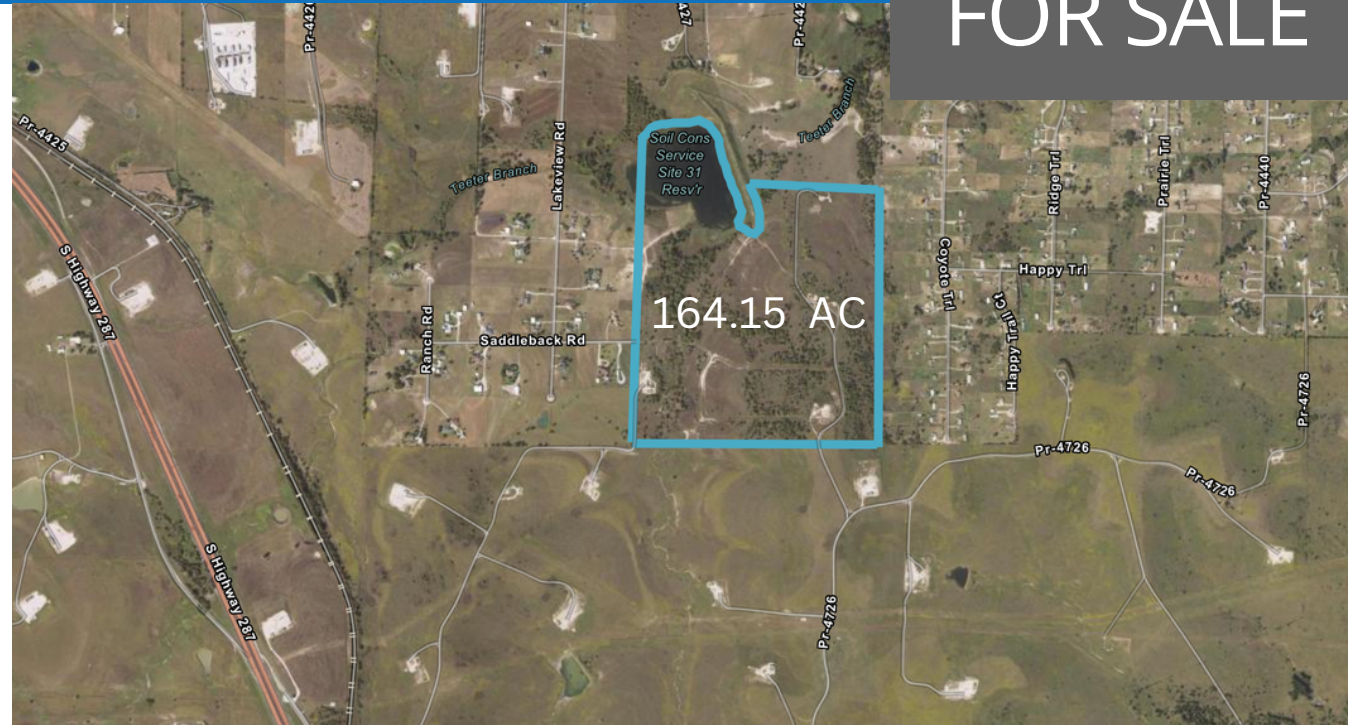 FOR SALE
Pr-4425
Teeter Branch
Teeter Branch
Soil Cons
Service
Site 31
Resv'r
Lakeview Rd
Ridge Trl
Prairie Trl
Pr-4440
S Highway 287
Coyote Trl
Happy Trl
Happy Trail Ct
164.15 AC
Ranch Rd
Saddleback Rd
Pr-4726
Pr-4726
Pr-4726
S Highway 287
Pr-4726